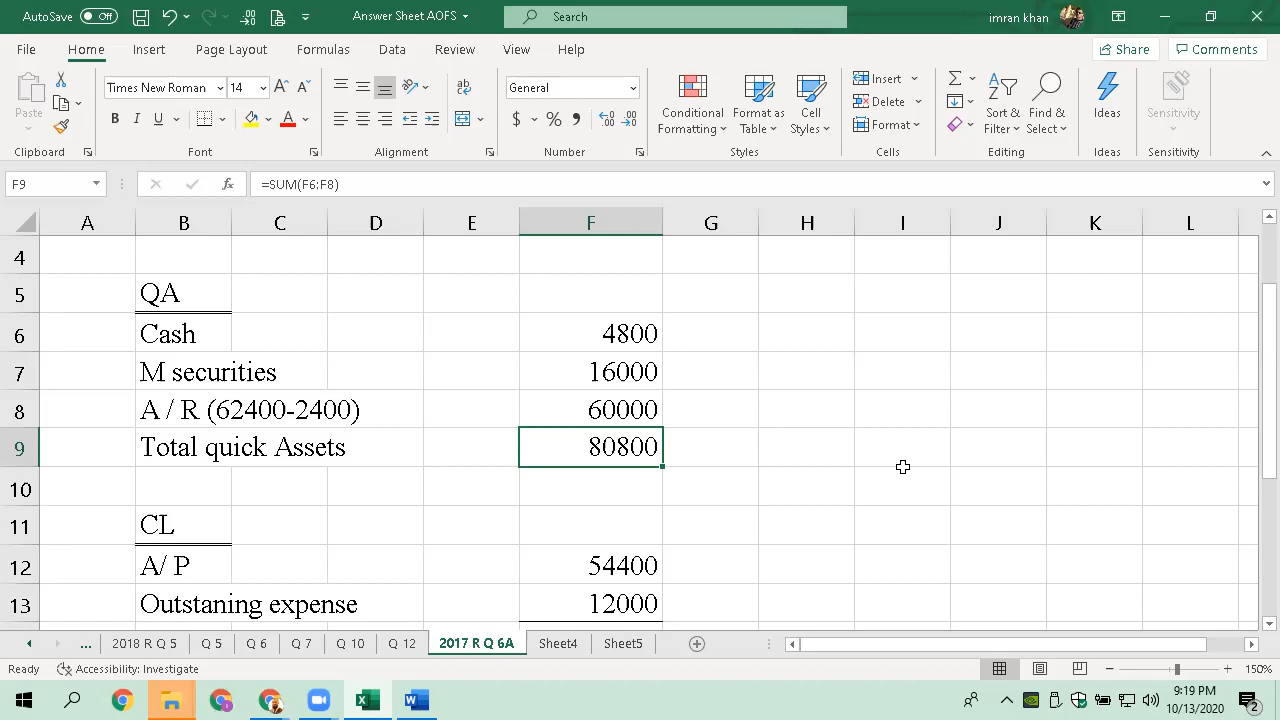 AutoSave Off Answer Sheet AOFS Search imran khan
File Home Insert Page Layout Formulas Data Review View Help Share Comments
Paste Times New Roman 14 General Conditional Formatting Format as Table Cell Styles Insert Delete Format Sort & Filter Find & Select Ideas Sensitivity
B I U $ % ,
Clipboard Font Alignment Number Styles Cells Editing Ideas Sensitivity
F9 fx =SUM(F6:F8)
A B C D E F G H I J K L
4
5 QA
6 Cash 4800
7 M securities 16000
8 A / R (62400-2400) 60000
9 Total quick Assets 80800
10
11 CL
12 A/ P 54400
13 Outstaning expense 12000
... 2018 R Q 5 Q 5 Q 6 Q 7 Q 10 Q 12 2017 R Q 6A Sheet4 Sheet5
Ready Accessibility: Investigate 150%
9:19 PM
10/13/2020 2